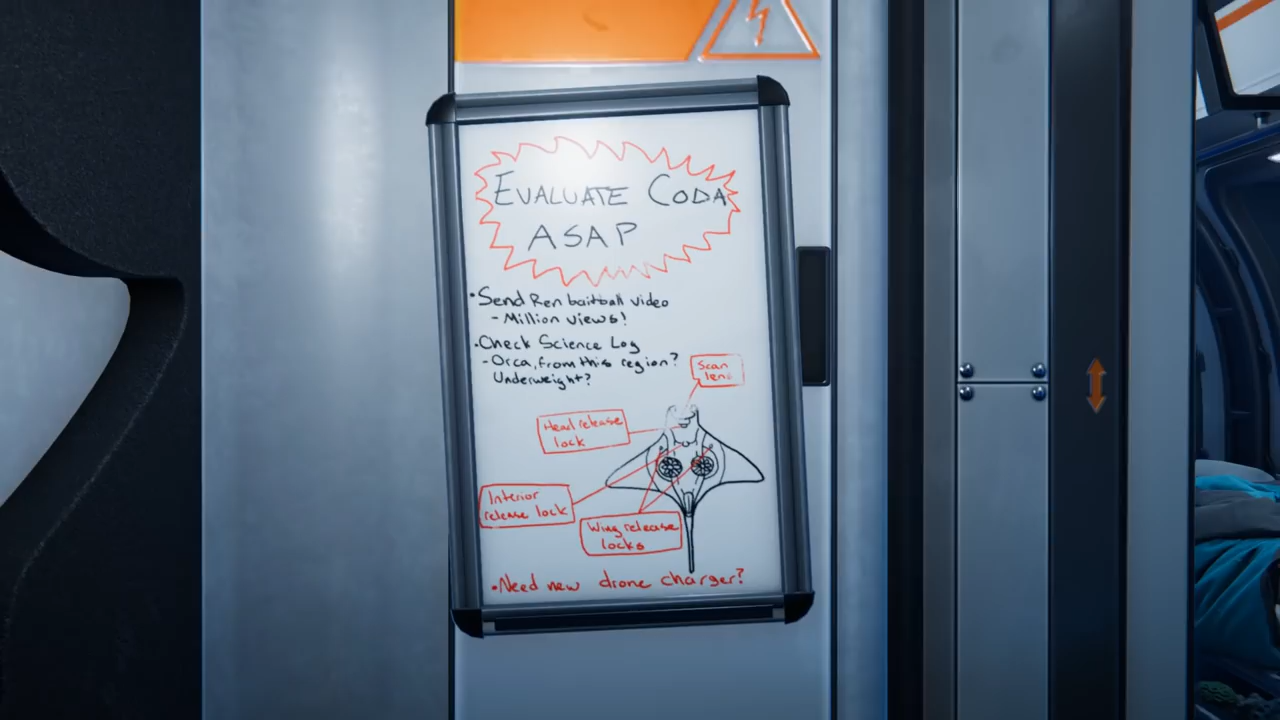 EVALUATE CODA
ASAP
• Send Ren baitball video
- Million views!
• Check Science Log
- Orca, from this region?
Underweight?
Scan
lens
Head release
lock
Interior
release lock
Wing release
locks
• Need new drone charger?